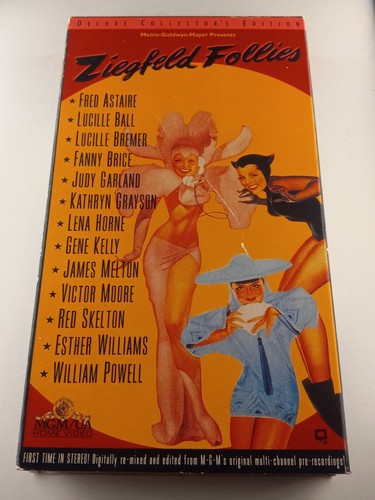 DELUXE COLLECTOR'S EDITION
Metro-Goldwyn-Mayer Presents
Ziegfeld Follies
★ FRED ASTAIRE
★ LUCILLE BALL
★ LUCILLE BREMER
★ FANNY BRICE
★ JUDY GARLAND
★ KATHRYN GRAYSON
★ LENA HORNE
★ GENE KELLY
★ JAMES MELTON
★ VICTOR MOORE
★ RED SKELTON
★ ESTHER WILLIAMS
★ WILLIAM POWELL
MGM/UA
HOME VIDEO
FIRST TIME IN STEREO! Digitally re-mixed and edited from M-G-M's original multi-channel pre-recordings!